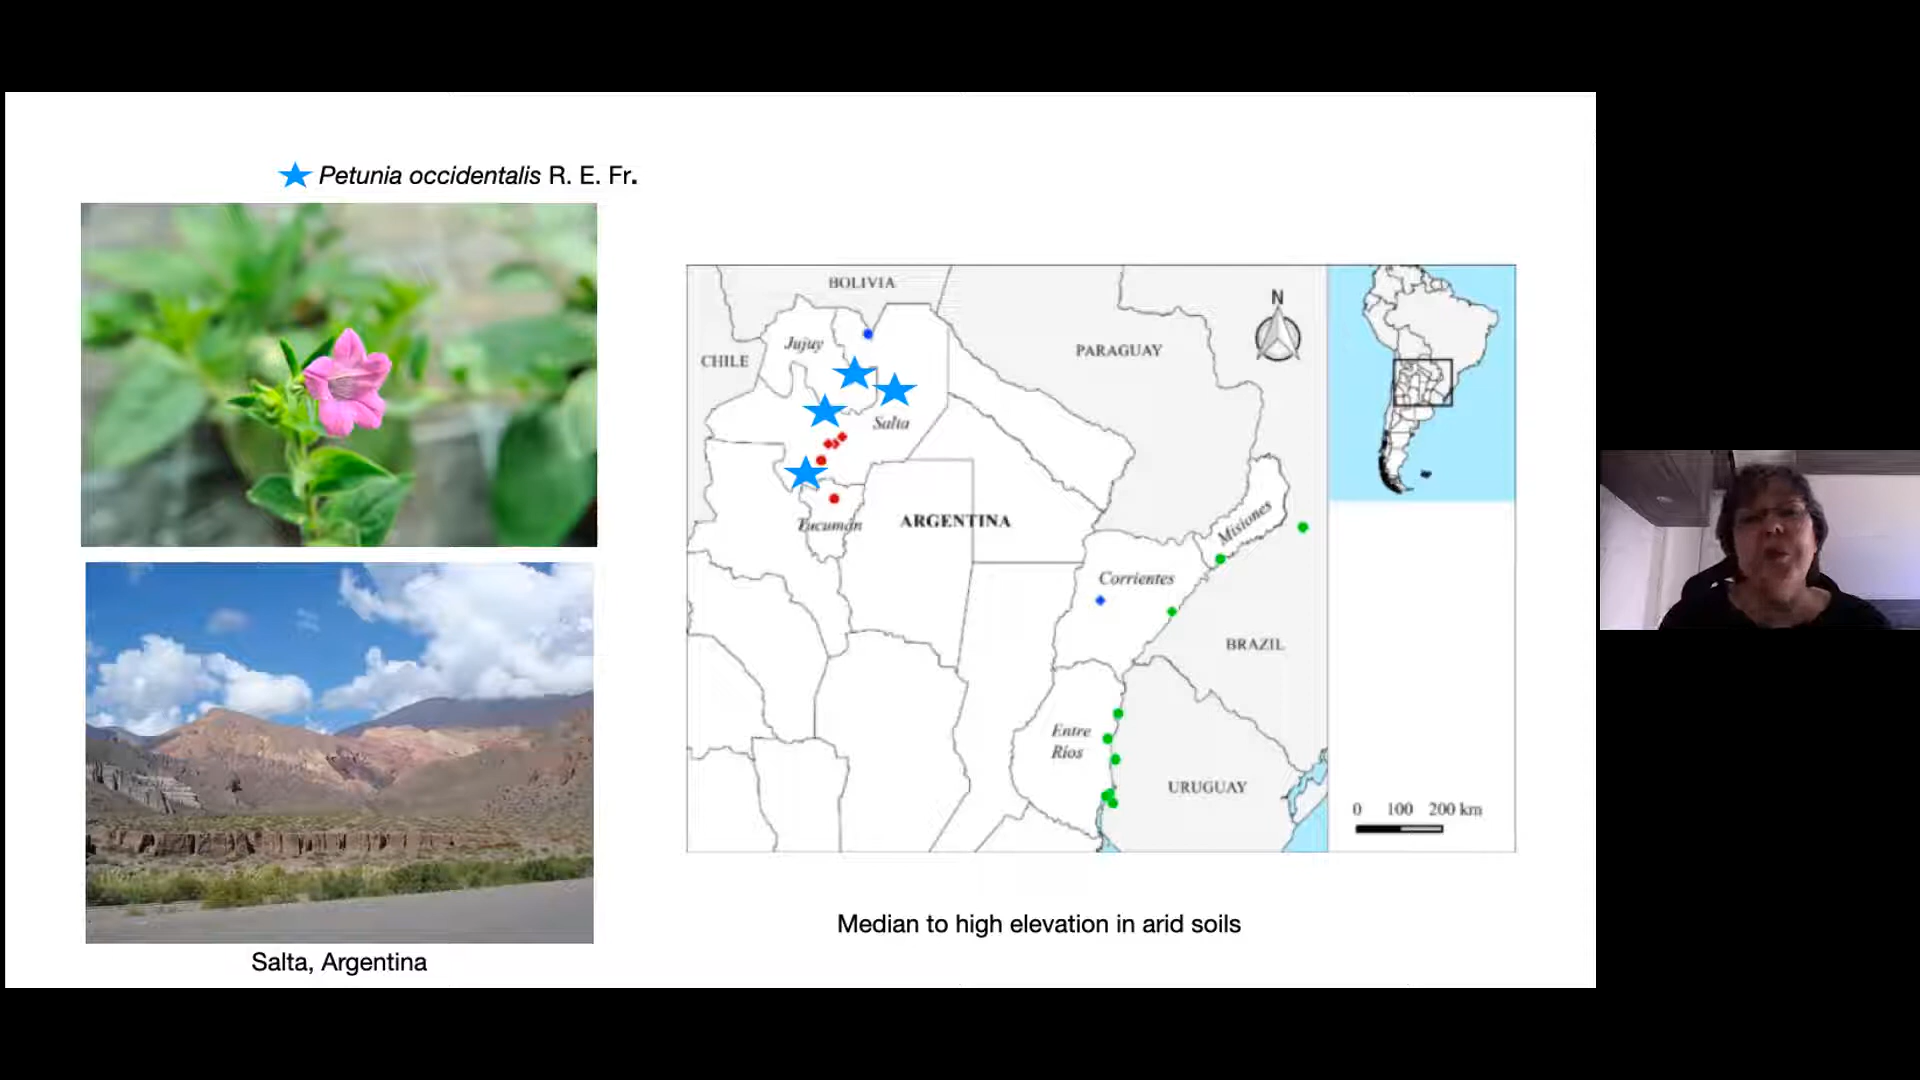 Petunia occidentalis R. E. Fr.
BOLIVIA
Jujuy
CHILE
PARAGUAY
N
Salta
Tucumán
ARGENTINA
Misiones
Corrientes
BRAZIL
Entre
Ríos
URUGUAY
0 100 200 km
Median to high elevation in arid soils
Salta, Argentina